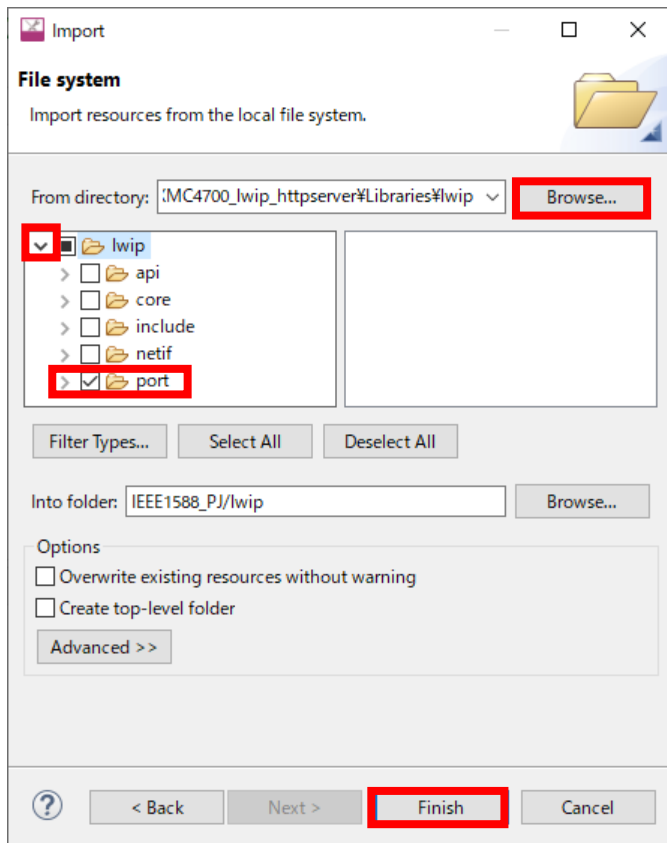 Import
File system
Import resources from the local file system.
From directory: XMC4700_lwip_httpserver¥Libraries¥lwip Browse...
lwip
api
core
include
netif
port
Filter Types... Select All Deselect All
Into folder: IEEE1588_PJ/lwip Browse...
Options
Overwrite existing resources without warning
Create top-level folder
Advanced >>
? < Back Next > Finish Cancel